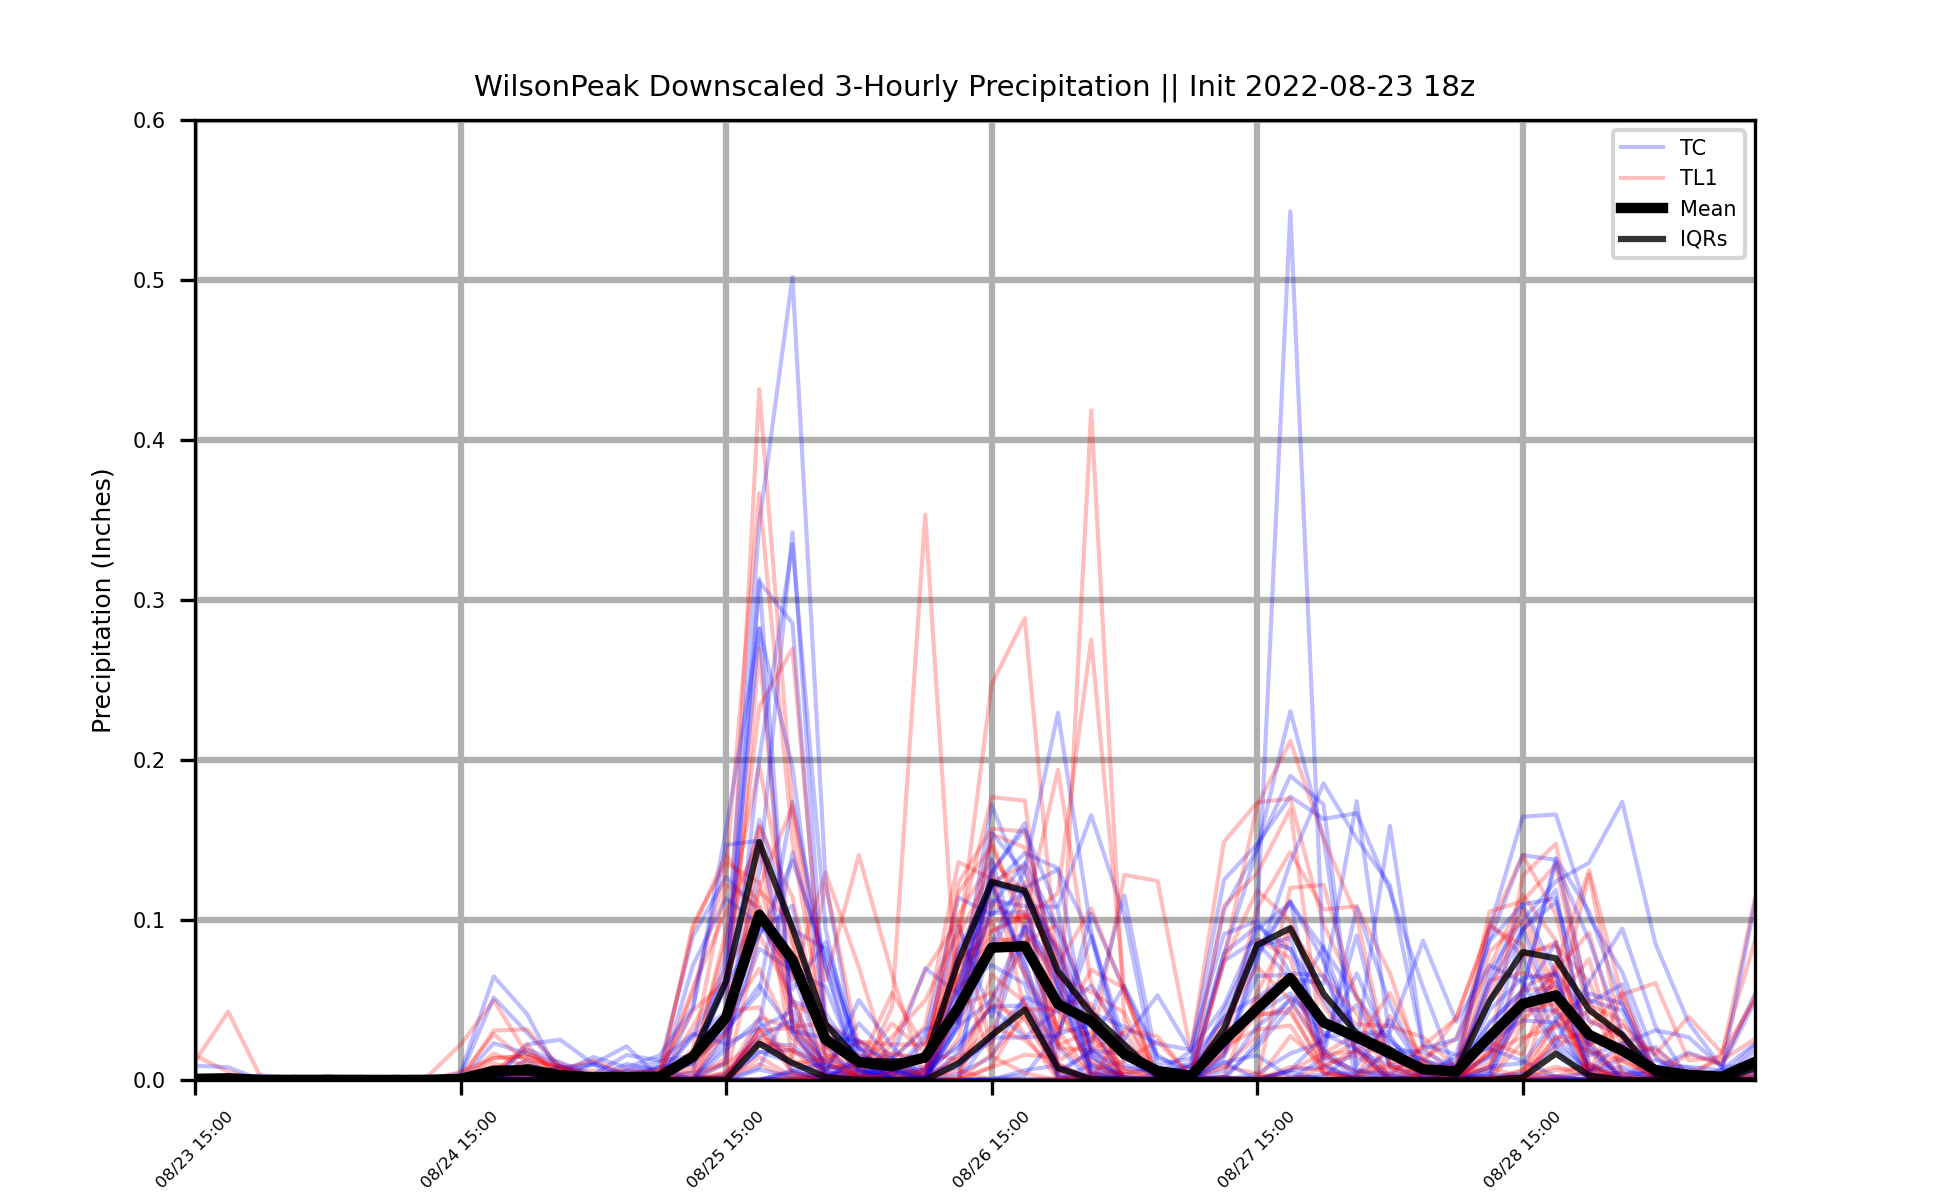 WilsonPeak Downscaled 3-Hourly Precipitation || Init 2022-08-23 18z
TC
TL1
Mean
IQRs
Precipitation (Inches)
0.6
0.5
0.4
0.3
0.2
0.1
0.0
08/23 15:00
08/24 15:00
08/25 15:00
08/26 15:00
08/27 15:00
08/28 15:00